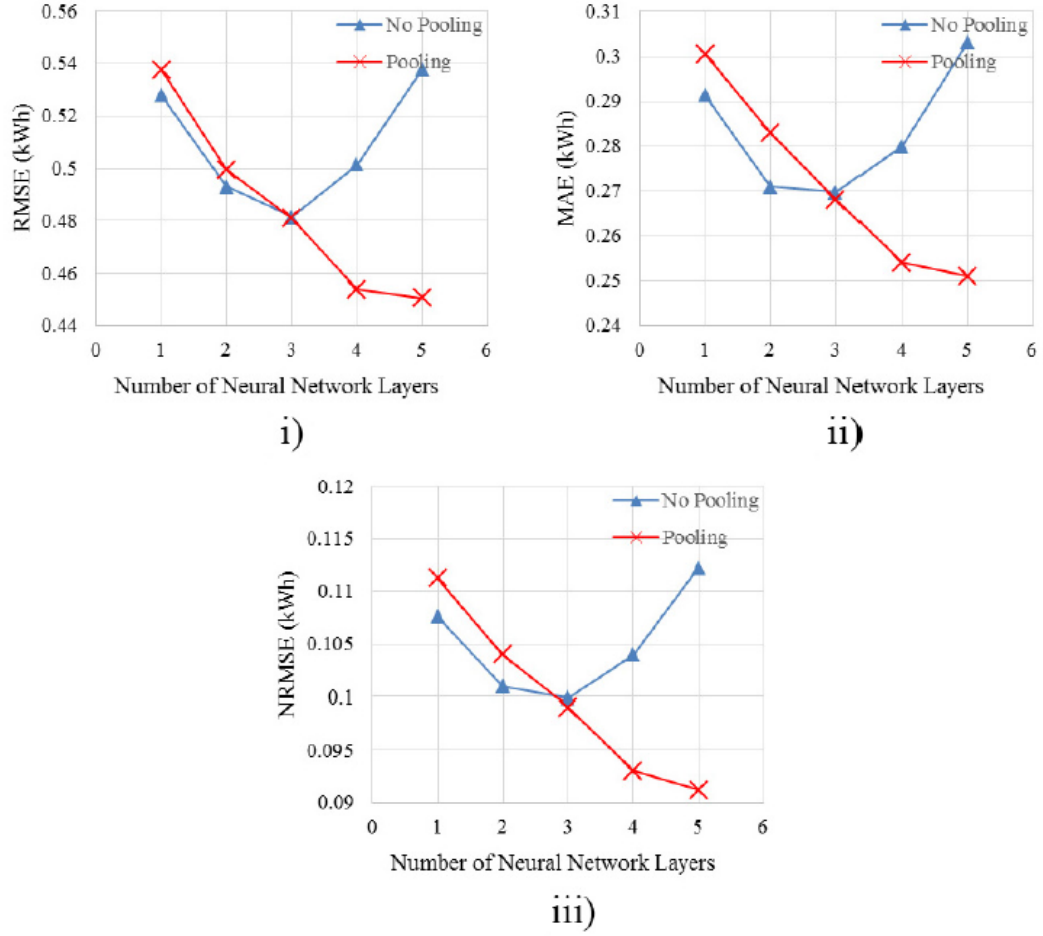 0.56
0.54
0.52
0.5
0.48
0.46
0.44
RMSE (kWh)
No Pooling
Pooling
0 1 2 3 4 5 6
Number of Neural Network Layers
i)
0.31
0.3
0.29
0.28
0.27
0.26
0.25
0.24
MAE (kWh)
No Pooling
Pooling
0 1 2 3 4 5 6
Number of Neural Network Layers
ii)
0.12
0.115
0.11
0.105
0.1
0.095
0.09
NRMSE (kWh)
No Pooling
Pooling
0 1 2 3 4 5 6
Number of Neural Network Layers
iii)